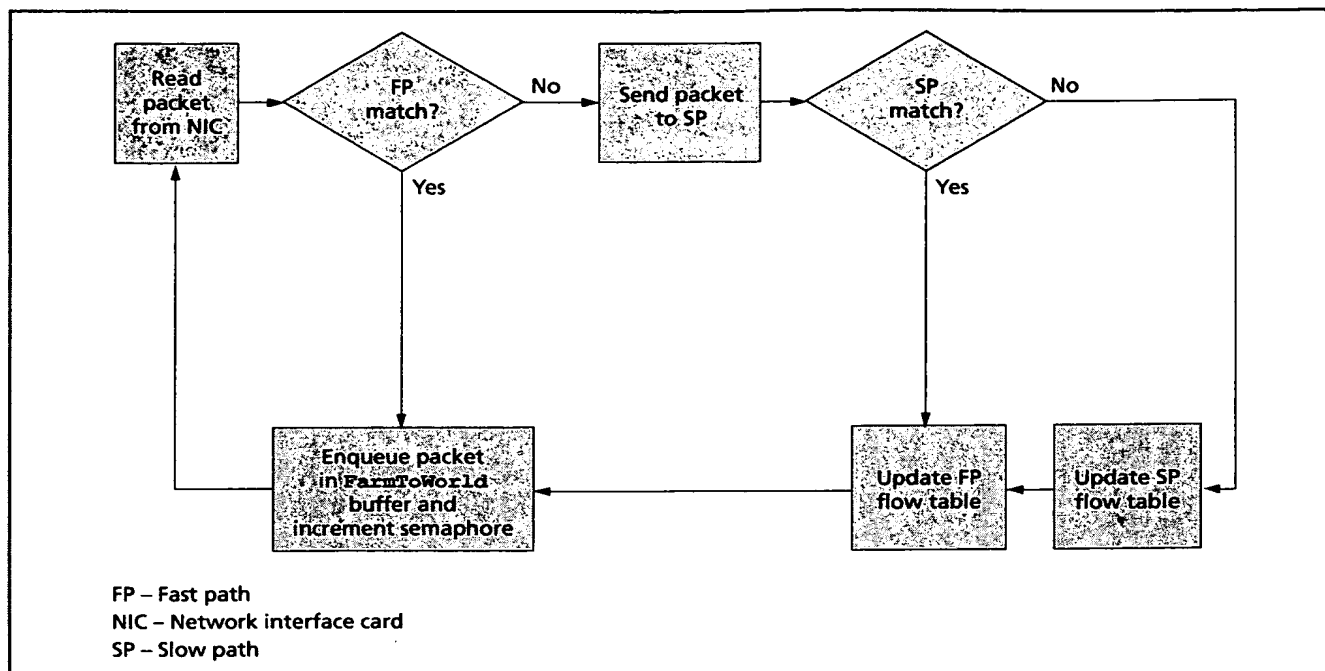 Read
packet
from NIC
FP
match?
No
Yes
Send packet
to SP
SP
match?
No
Yes
Enqueue packet
in FarmToWorld
buffer and
increment semaphore
Update FP
flow table
Update SP
flow table
FP – Fast path
NIC – Network interface card
SP – Slow path